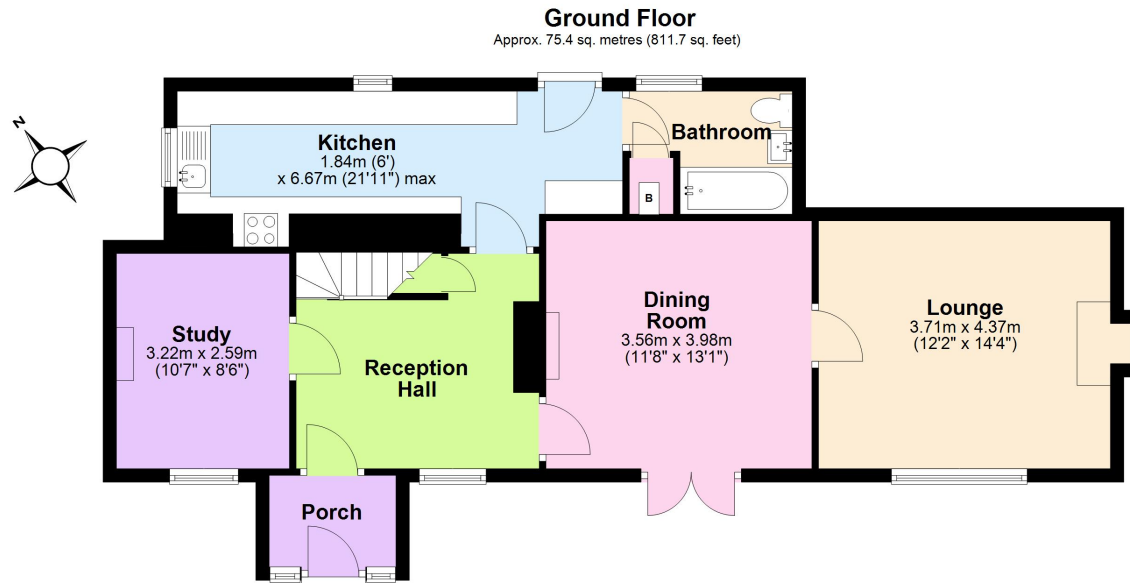 Ground Floor
Approx. 75.4 sq. metres (811.7 sq. feet)
N
Kitchen
1.84m (6')
x 6.67m (21'11") max
Bathroom
B
Study
3.22m x 2.59m
(10'7" x 8'6")
Reception
Hall
Dining
Room
3.56m x 3.98m
(11'8" x 13'1")
Lounge
3.71m x 4.37m
(12'2" x 14'4")
Porch